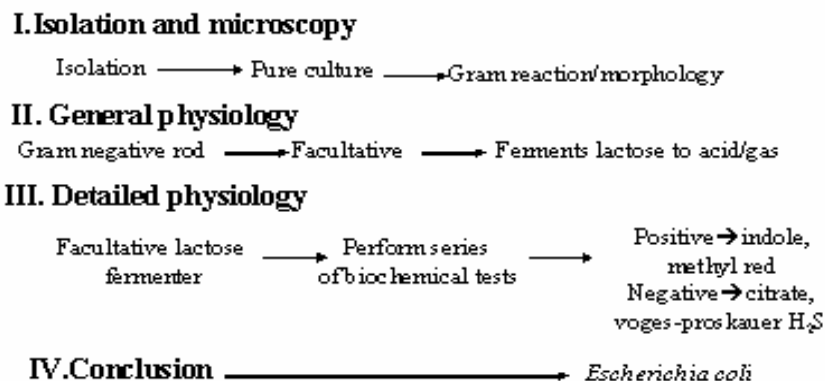 I.Isolation and microscopy
Isolation → Pure culture → Gram reaction/morphology
II. General physiology
Gram negative rod → Facultative → Ferments lactose to acid/gas
III. Detailed physiology
Facultative lactose
fermenter
→ Perform series
of biochemical tests
→ Positive → indole,
methyl red
Negative → citrate,
voges-proskauer H₂S
IV.Conclusion → Escherichia coli